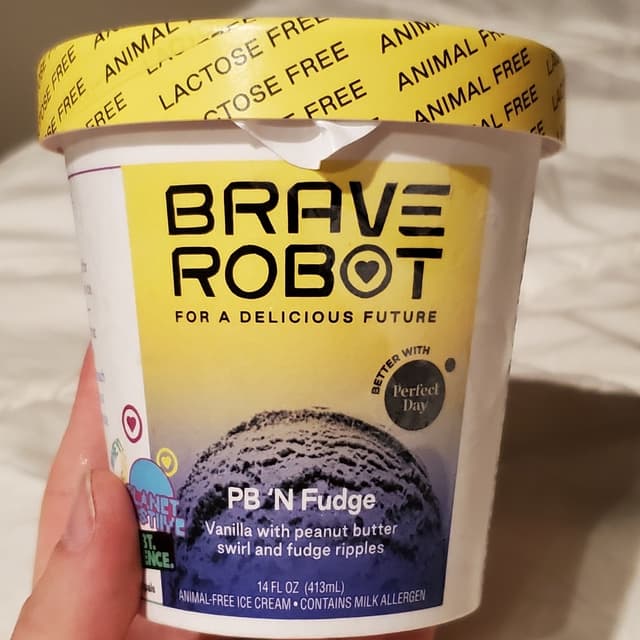 ANIMAL FREE
LACTOSE FREE
ANIMAL FREE
LACTOSE FREE
ANIMAL FREE
BRAVE
ROBOT
FOR A DELICIOUS FUTURE
BETTER WITH
Perfect
Day
PB 'N Fudge
Vanilla with peanut butter
swirl and fudge ripples
14 FL OZ (413mL)
ANIMAL-FREE ICE CREAM • CONTAINS MILK ALLERGEN